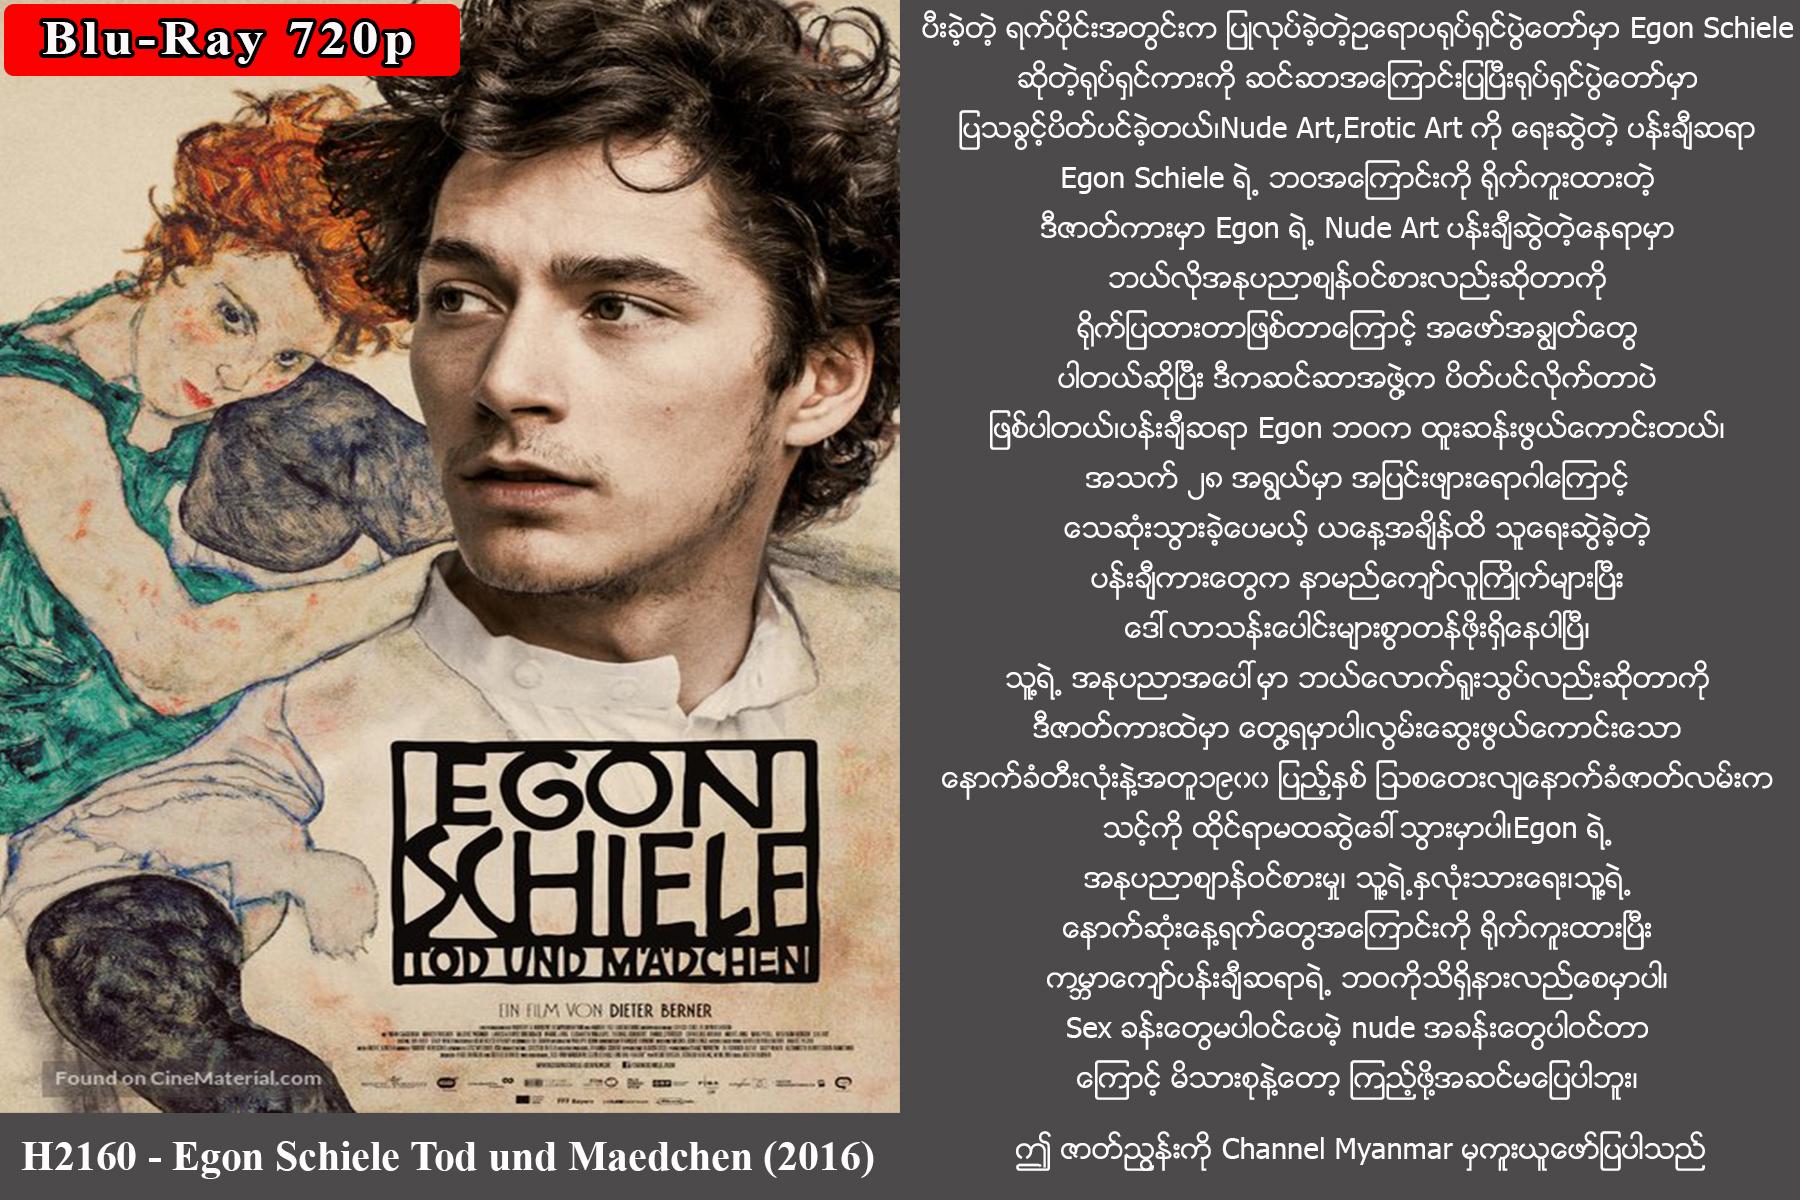 Blu-Ray 720p
EGON
SCHIELE
TOD UND MÄDCHEN
EIN FILM VON DIETER BERNER
Found on CineMaterial.com
H2160 - Egon Schiele Tod und Maedchen (2016)
ပီးခဲ့တဲ့ ရက်ပိုင်းအတွင်းက ပြုလုပ်ခဲ့တဲ့ဥရောပရုပ်ရှင်ပွဲတော်မှာ Egon Schiele
ဆိုတဲ့ရုပ်ရှင်ကားကို ဆင်ဆာအကြောင်းပြပြီးရုပ်ရှင်ပွဲတော်မှာ
ပြသခွင့်ပိတ်ပင်ခဲ့တယ်၊Nude Art,Erotic Art ကို ရေးဆွဲတဲ့ ပန်းချီဆရာ
Egon Schiele ရဲ့ ဘဝအကြောင်းကို ရိုက်ကူးထားတဲ့
ဒီဇာတ်ကားမှာ Egon ရဲ့ Nude Art ပန်းချီဆွဲတဲ့နေရာမှာ
ဘယ်လိုအနုပညာဈန်ဝင်စားလည်းဆိုတာကို
ရိုက်ပြထားတာဖြစ်တာကြောင့် အဖော်အချွတ်တွေ
ပါတယ်ဆိုပြီး ဒီကဆင်ဆာအဖွဲ့က ပိတ်ပင်လိုက်တာပဲ
ဖြစ်ပါတယ်၊ပန်းချီဆရာ Egon ဘဝက ထူးဆန်းဖွယ်ကောင်းတယ်၊
အသက် ၂၈ အရွယ်မှာ အပြင်းဖျားရောဂါကြောင့်
သေဆုံးသွားခဲ့ပေမယ့် ယနေ့အချိန်ထိ သူရေးဆွဲခဲ့တဲ့
ပန်းချီကားတွေက နာမည်ကျော်လူကြိုက်များပြီး
ဒေါ်လာသန်းပေါင်းများစွာတန်ဖိုးရှိနေပါပြီ၊
သူ့ရဲ့ အနုပညာအပေါ်မှာ ဘယ်လောက်ရူးသွပ်လည်းဆိုတာကို
ဒီဇာတ်ကားထဲမှာ တွေ့ရမှာပါ၊လွမ်းဆွေးဖွယ်ကောင်းသော
နောက်ခံတီးလုံးနဲ့အတူ၁၉၀၀ ပြည့်နှစ် ဩစတေးလျနောက်ခံဇာတ်လမ်းက
သင့်ကို ထိုင်ရာမထဆွဲခေါ်သွားမှာပါ၊Egon ရဲ့
အနုပညာဈာန်ဝင်စားမှု၊ သူ့ရဲ့နှလုံးသားရေး၊သူ့ရဲ့
နောက်ဆုံးနေ့ရက်တွေအကြောင်းကို ရိုက်ကူးထားပြီး
ကမ္ဘာကျော်ပန်းချီဆရာရဲ့ ဘဝကိုသိရှိနားလည်စေမှာပါ၊
Sex ခန်းတွေမပါဝင်ပေမဲ့ nude အခန်းတွေပါဝင်တာ
ကြောင့် မိသားစုနဲ့တော့ ကြည့်ဖို့အဆင်မပြေပါဘူး၊
ဤ ဇာတ်ညွှန်းကို Channel Myanmar မှကူးယူဖော်ပြပါသည်